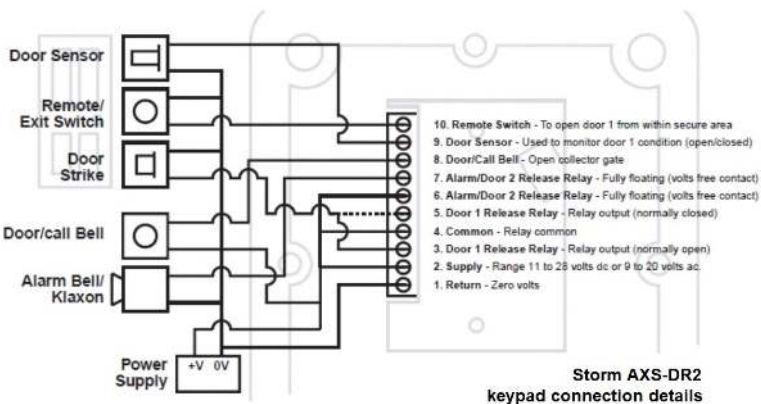 Door Sensor
Remote/
Exit Switch
Door
Strike
Door/call Bell
Alarm Bell/
Klaxon
Power
Supply
+V 0V
10. Remote Switch - To open door 1 from within secure area
9. Door Sensor - Used to monitor door 1 condition (open/closed)
8. Door/Call Bell - Open collector gate
7. Alarm/Door 2 Release Relay - Fully floating (volts free contact)
6. Alarm/Door 2 Release Relay - Fully floating (volts free contact)
5. Door 1 Release Relay - Relay output (normally closed)
4. Common - Relay common
3. Door 1 Release Relay - Relay output (normally open)
2. Supply - Range 11 to 28 volts dc or 9 to 20 volts ac.
1. Return - Zero volts
Storm AXS-DR2
keypad connection details